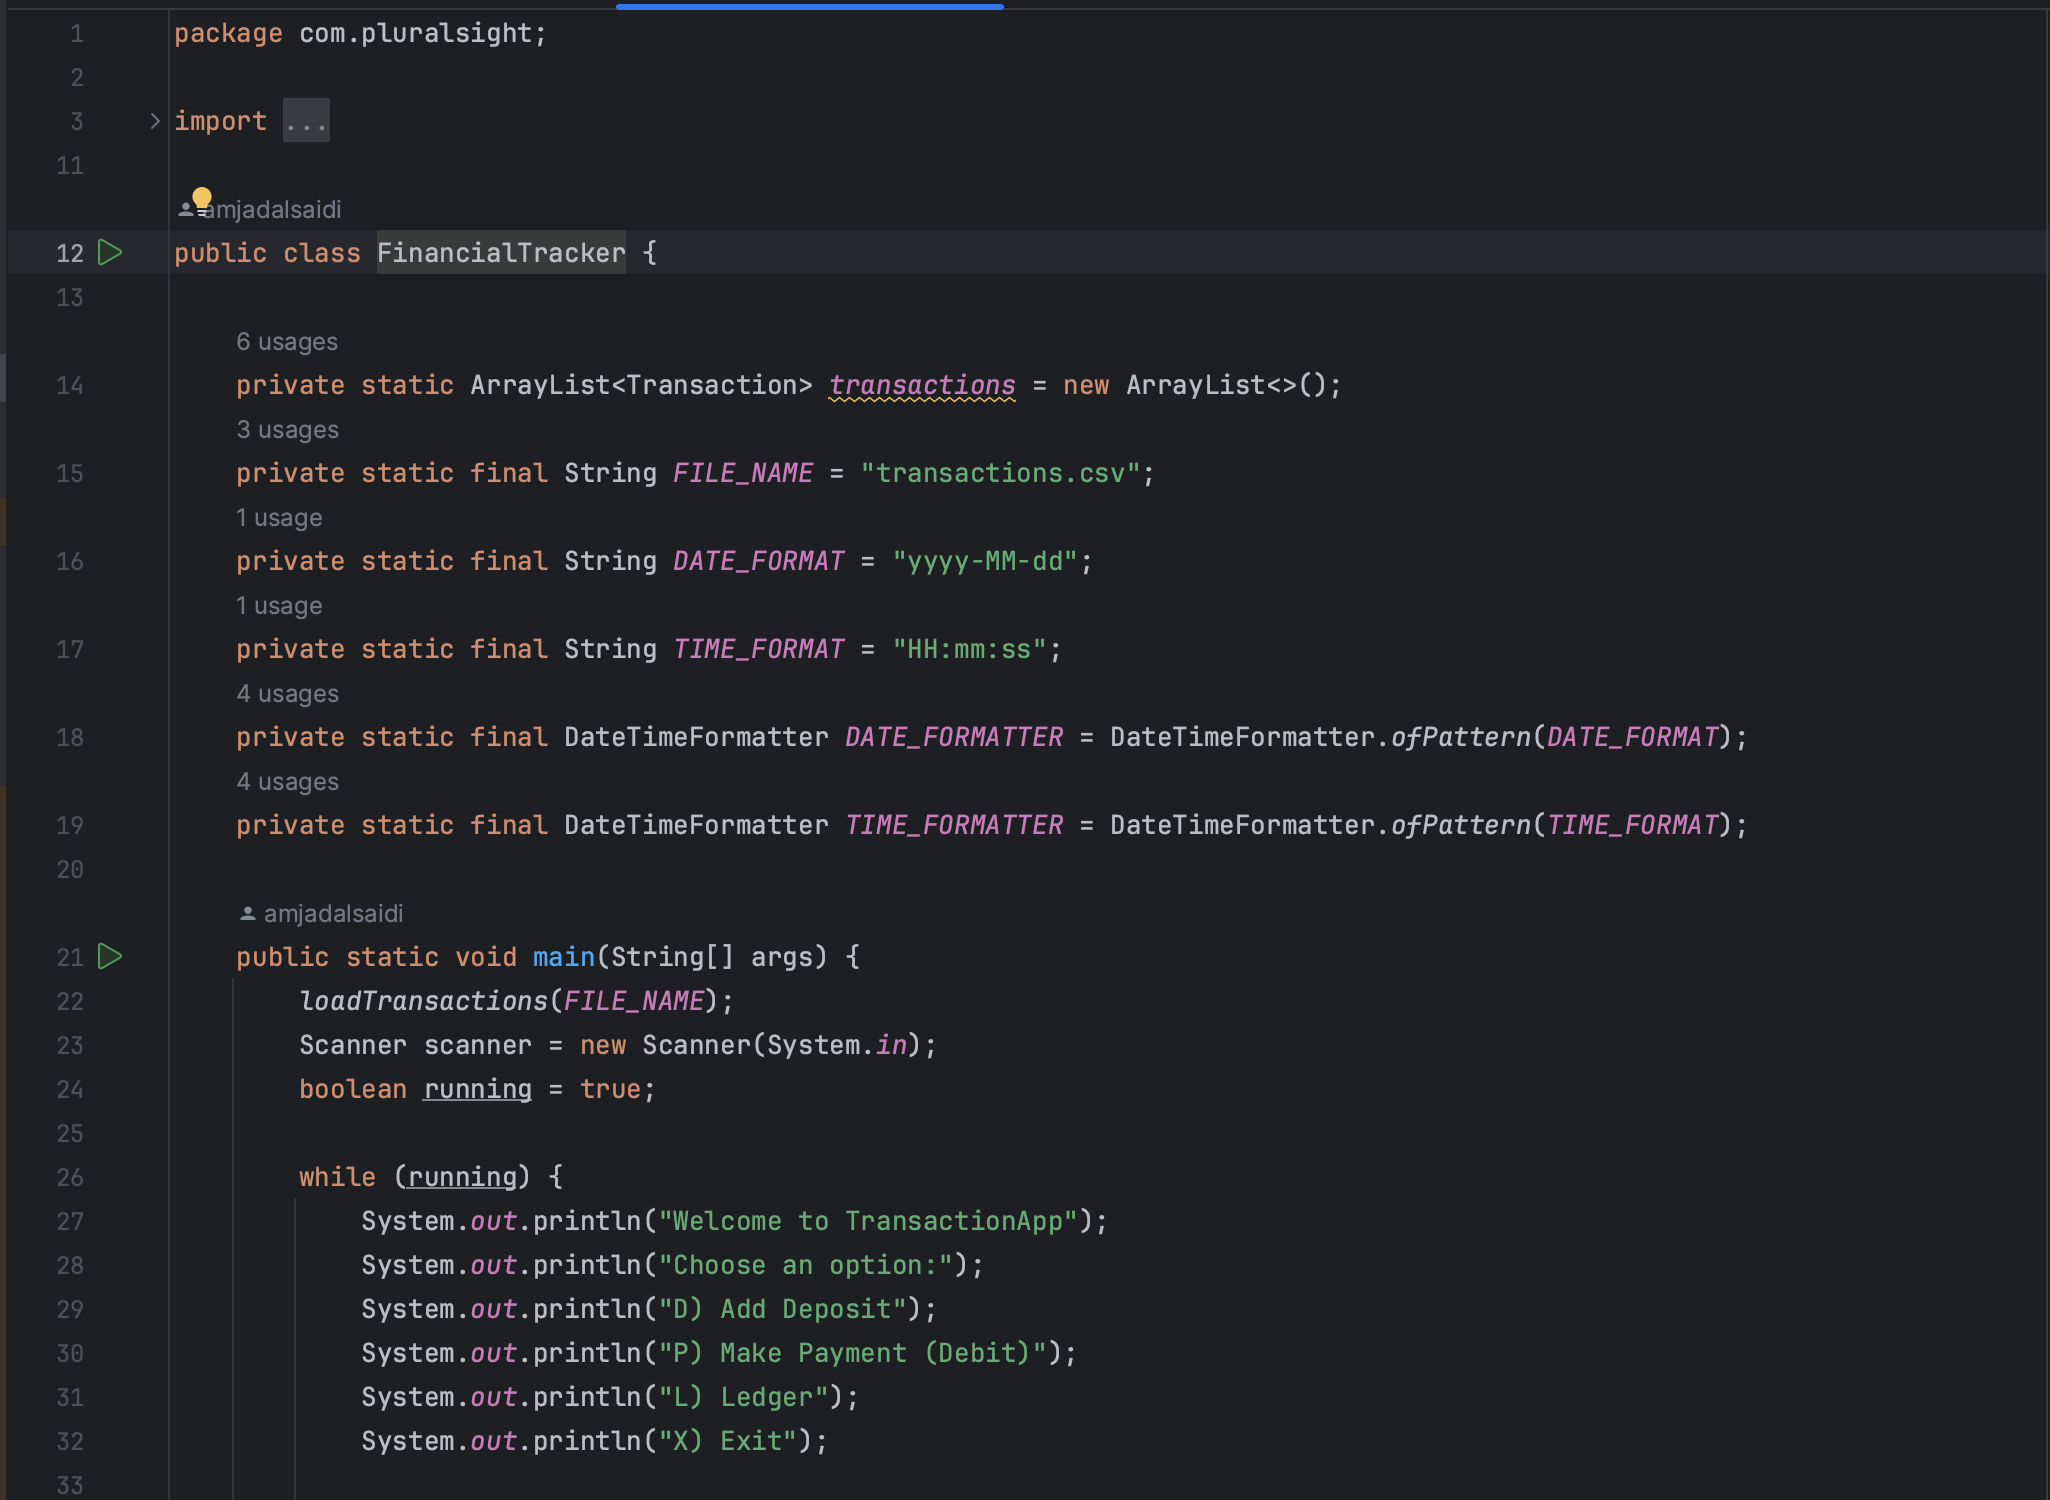 1 package com.pluralsight;
2
3 import ...
11
amjadalsaidi
12 public class FinancialTracker {
13
6 usages
14 private static ArrayList<Transaction> transactions = new ArrayList<>();
3 usages
15 private static final String FILE_NAME = "transactions.csv";
1 usage
16 private static final String DATE_FORMAT = "yyyy-MM-dd";
1 usage
17 private static final String TIME_FORMAT = "HH:mm:ss";
4 usages
18 private static final DateTimeFormatter DATE_FORMATTER = DateTimeFormatter.ofPattern(DATE_FORMAT);
4 usages
19 private static final DateTimeFormatter TIME_FORMATTER = DateTimeFormatter.ofPattern(TIME_FORMAT);
20
amjadalsaidi
21 public static void main(String[] args) {
22 loadTransactions(FILE_NAME);
23 Scanner scanner = new Scanner(System.in);
24 boolean running = true;
25
26 while (running) {
27 System.out.println("Welcome to TransactionApp");
28 System.out.println("Choose an option:");
29 System.out.println("D) Add Deposit");
30 System.out.println("P) Make Payment (Debit)");
31 System.out.println("L) Ledger");
32 System.out.println("X) Exit");
33